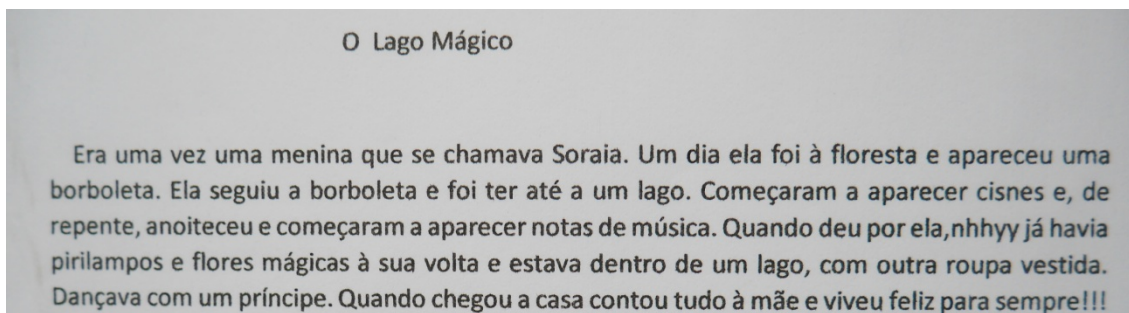 O Lago Mágico
Era uma vez uma menina que se chamava Soraia. Um dia ela foi à floresta e apareceu uma
borboleta. Ela seguiu a borboleta e foi ter até a um lago. Começaram a aparecer cisnes e, de
repente, anoiteceu e começaram a aparecer notas de música. Quando deu por ela,nhhyy já havia
pirilampos e flores mágicas à sua volta e estava dentro de um lago, com outra roupa vestida.
Dançava com um príncipe. Quando chegou a casa contou tudo à mãe e viveu feliz para sempre!!!